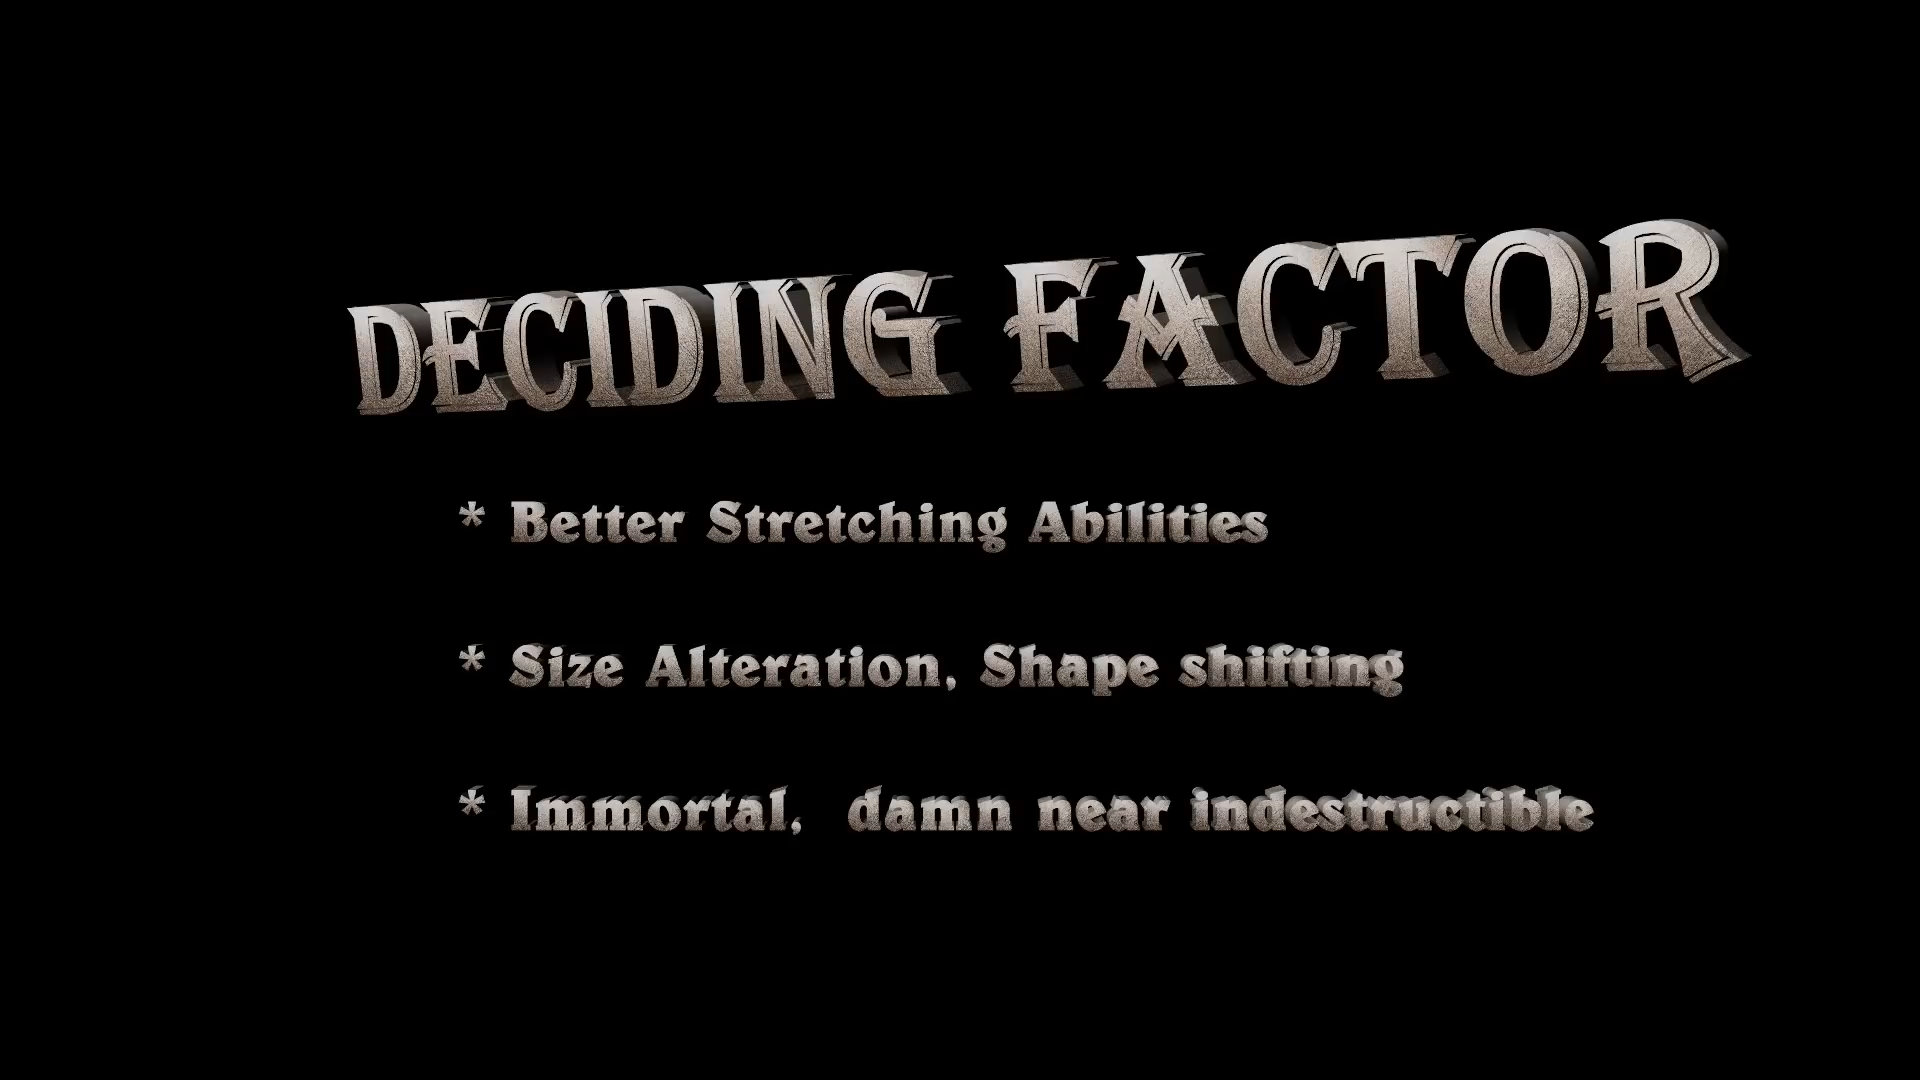 DECIDING FACTOR
* Better Stretching Abilities
* Size Alteration, Shape shifting
* Immortal,  damn near indestructible